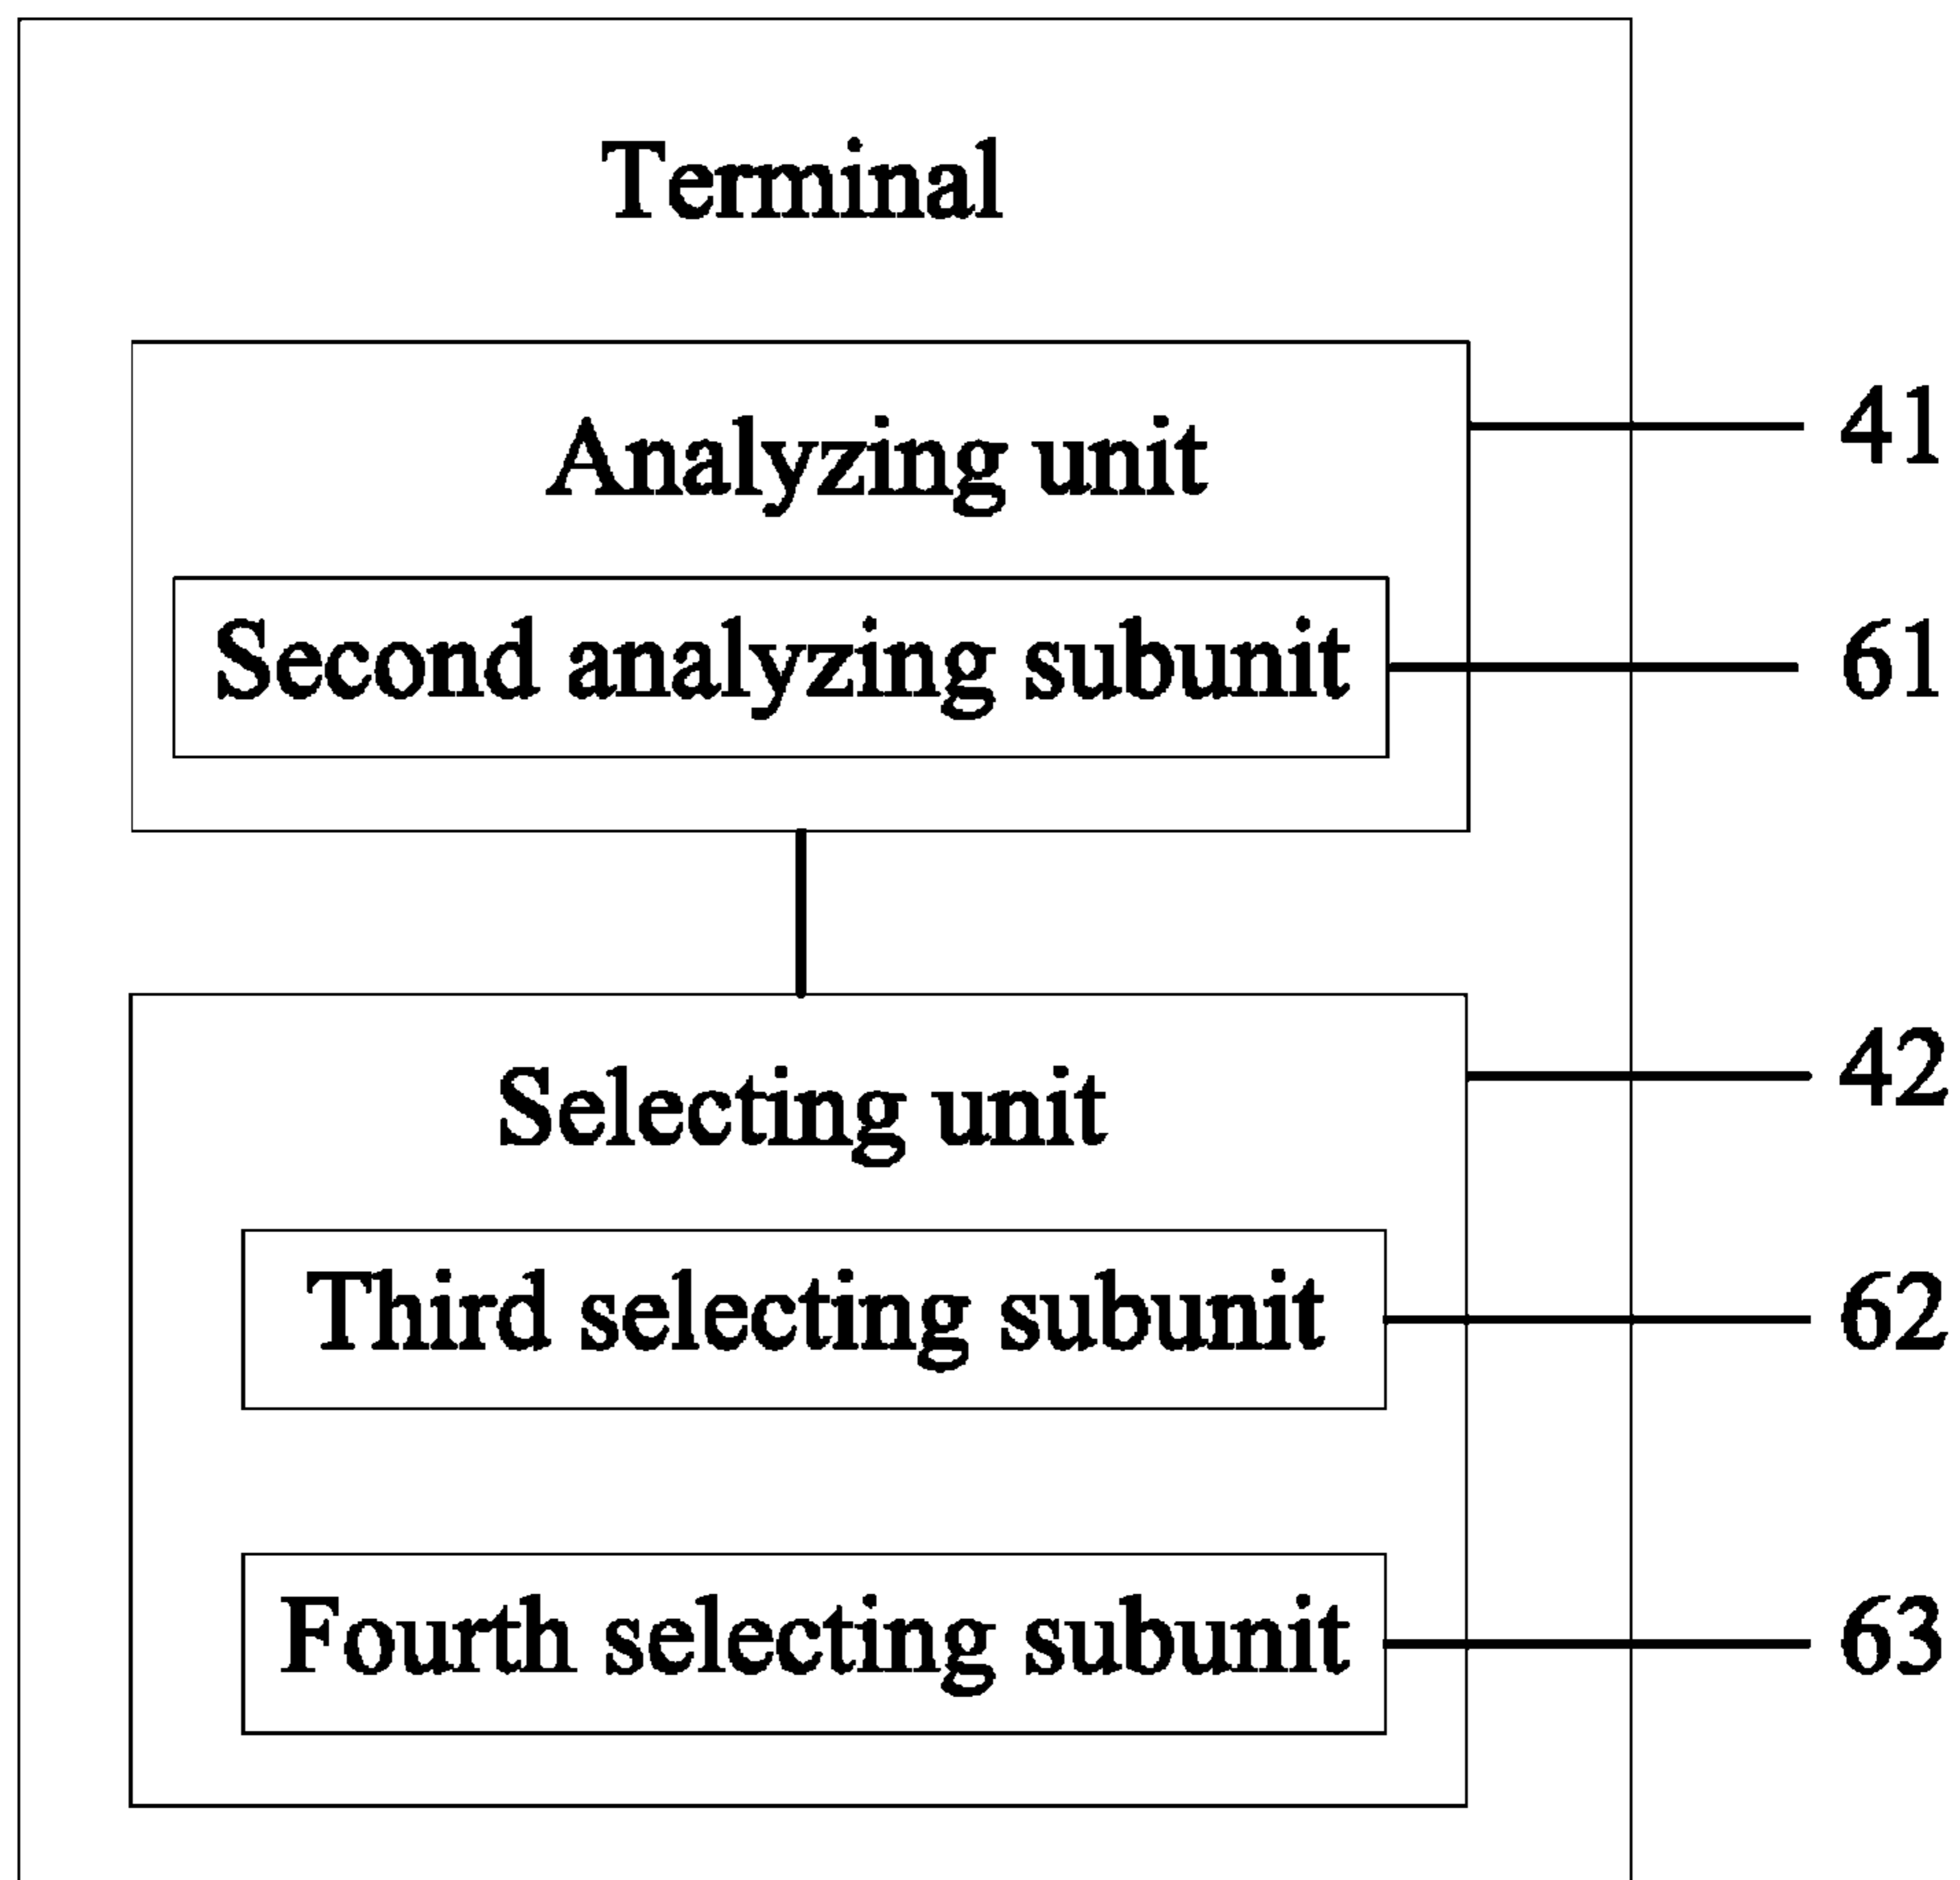 Terminal
Analyzing unit
41
Second analyzing subunit
61
Selecting unit
42
Third selecting subunit
62
Fourth selecting subunit
63